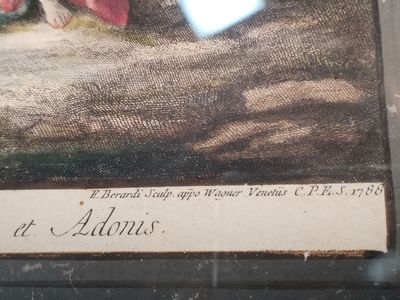 F. Berardi Sculp. appo Wagner Venetiis C. P. E. S. 1788
et Adonis.